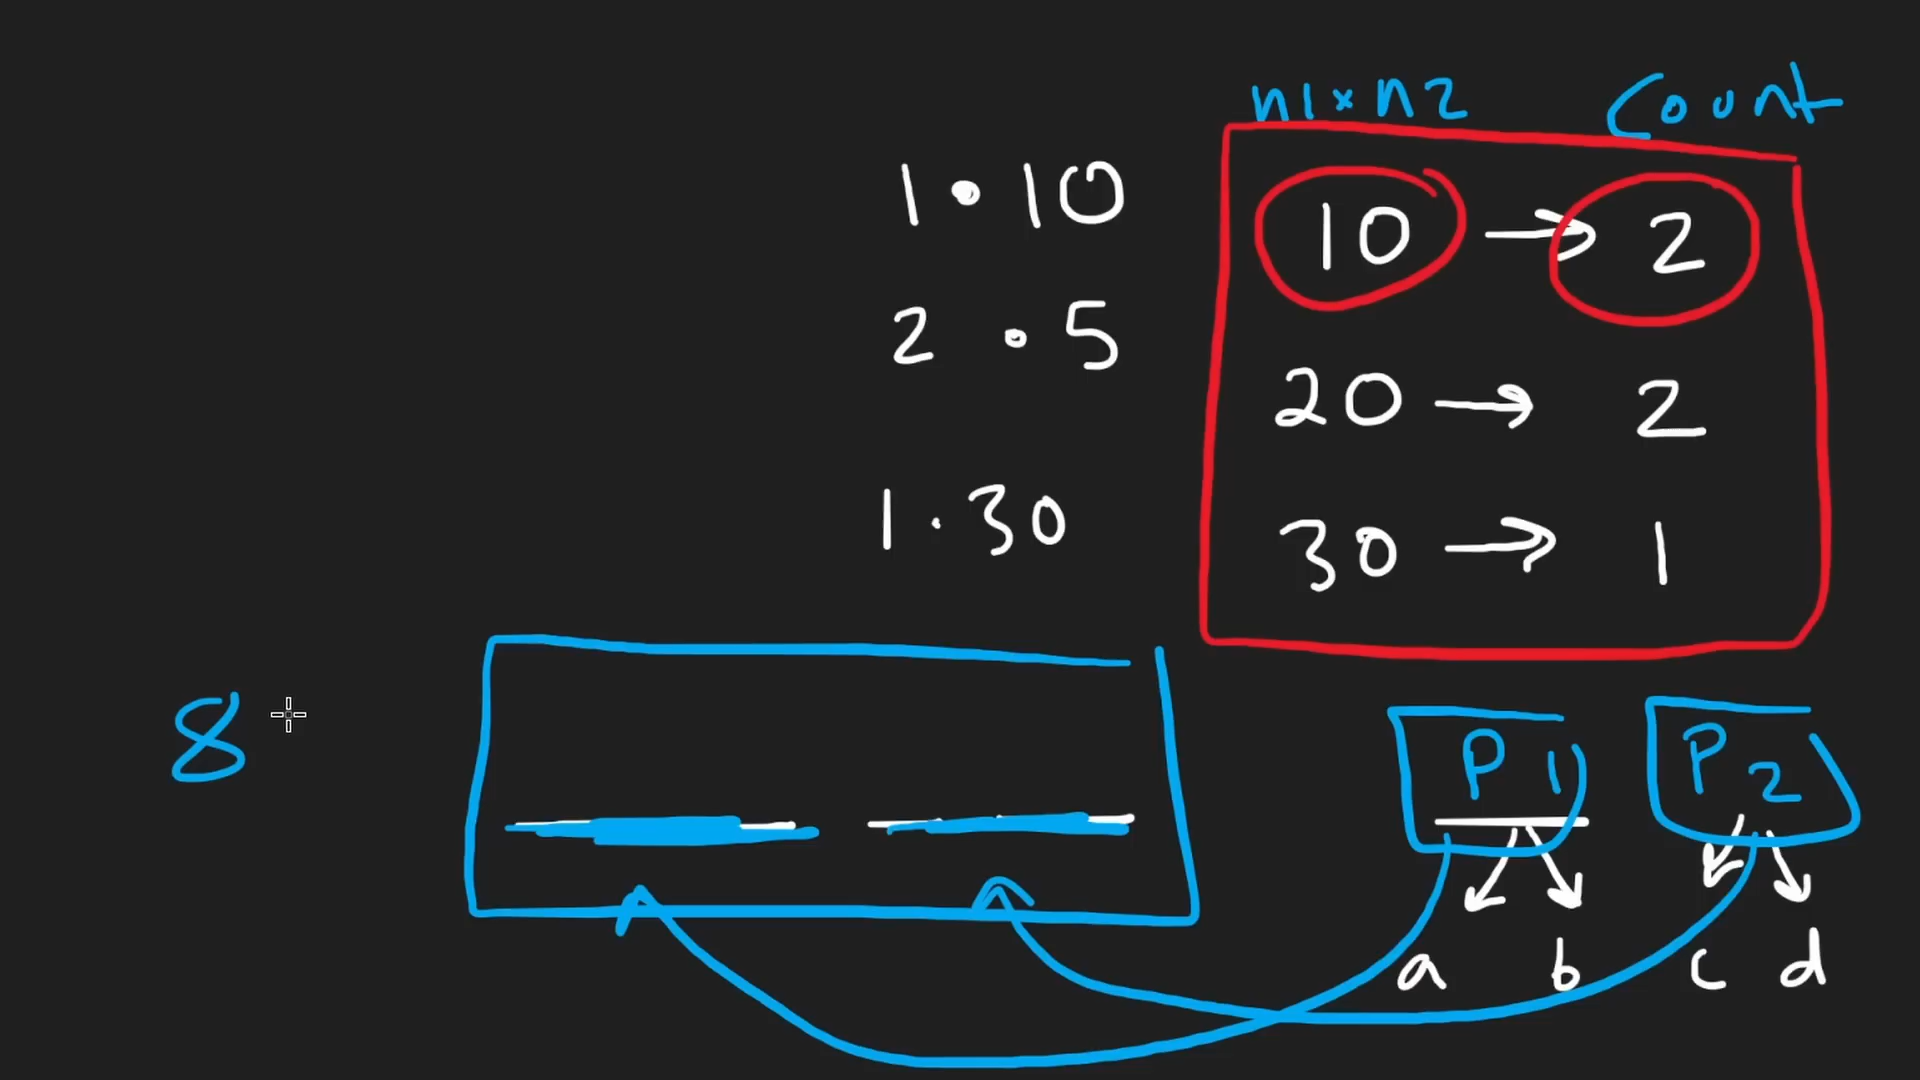 n1×n2 Count
1 • 10
10 → 2
2 • 5
20 → 2
1 · 30
30 → 1
8
P1 P2
a b c d